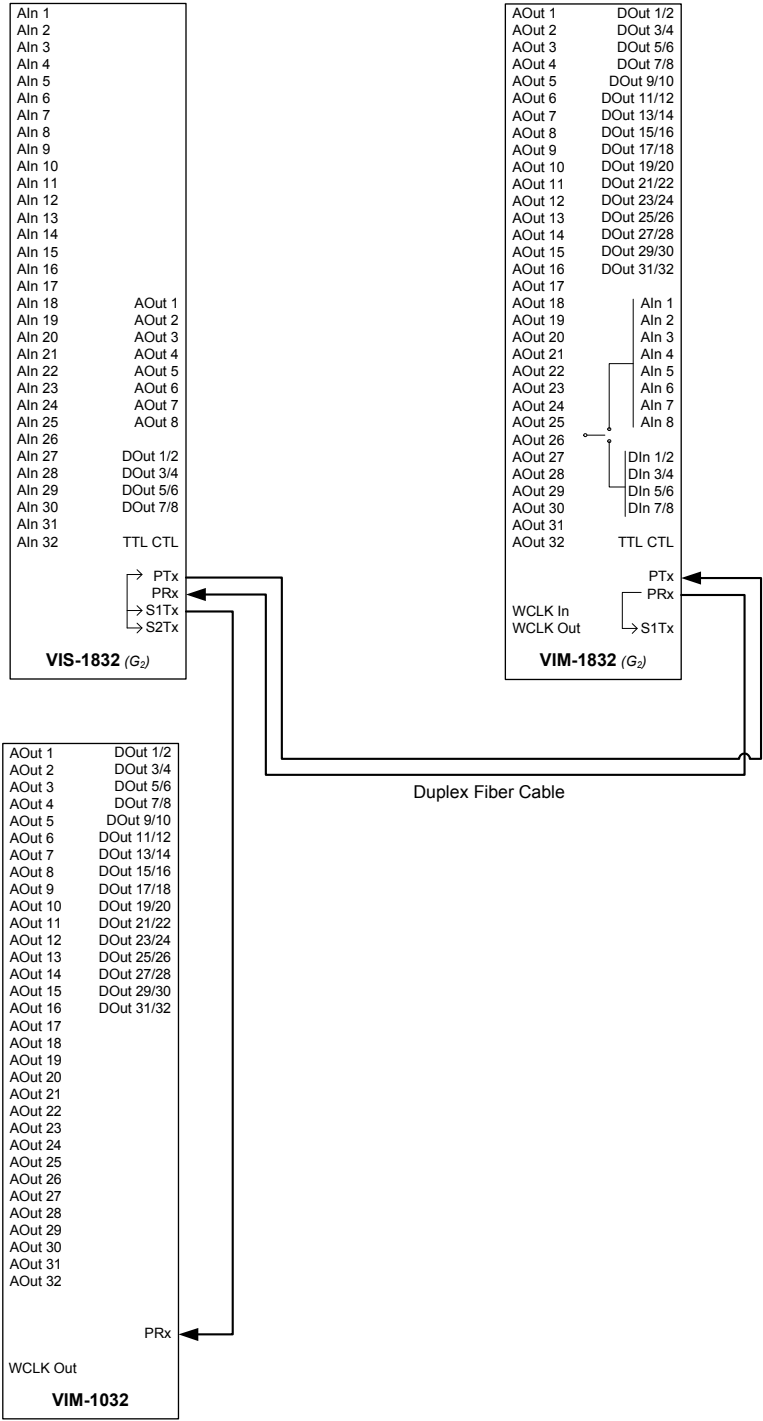 AIn 1
AIn 2
AIn 3
AIn 4
AIn 5
AIn 6
AIn 7
AIn 8
AIn 9
AIn 10
AIn 11
AIn 12
AIn 13
AIn 14
AIn 15
AIn 16
AIn 17
AIn 18 AOut 1
AIn 19 AOut 2
AIn 20 AOut 3
AIn 21 AOut 4
AIn 22 AOut 5
AIn 23 AOut 6
AIn 24 AOut 7
AIn 25 AOut 8
AIn 26
AIn 27 DOut 1/2
AIn 28 DOut 3/4
AIn 29 DOut 5/6
AIn 30 DOut 7/8
AIn 31
AIn 32 TTL CTL
PTx
PRx
S1Tx
S2Tx
VIS-1832 (G₂)
AOut 1 DOut 1/2
AOut 2 DOut 3/4
AOut 3 DOut 5/6
AOut 4 DOut 7/8
AOut 5 DOut 9/10
AOut 6 DOut 11/12
AOut 7 DOut 13/14
AOut 8 DOut 15/16
AOut 9 DOut 17/18
AOut 10 DOut 19/20
AOut 11 DOut 21/22
AOut 12 DOut 23/24
AOut 13 DOut 25/26
AOut 14 DOut 27/28
AOut 15 DOut 29/30
AOut 16 DOut 31/32
AOut 17
AOut 18 AIn 1
AOut 19 AIn 2
AOut 20 AIn 3
AOut 21 AIn 4
AOut 22 AIn 5
AOut 23 AIn 6
AOut 24 AIn 7
AOut 25 AIn 8
AOut 26
AOut 27 DIn 1/2
AOut 28 DIn 3/4
AOut 29 DIn 5/6
AOut 30 DIn 7/8
AOut 31
AOut 32 TTL CTL
PTx
PRx
WCLK In
WCLK Out S1Tx
VIM-1832 (G₂)
Duplex Fiber Cable
AOut 1 DOut 1/2
AOut 2 DOut 3/4
AOut 3 DOut 5/6
AOut 4 DOut 7/8
AOut 5 DOut 9/10
AOut 6 DOut 11/12
AOut 7 DOut 13/14
AOut 8 DOut 15/16
AOut 9 DOut 17/18
AOut 10 DOut 19/20
AOut 11 DOut 21/22
AOut 12 DOut 23/24
AOut 13 DOut 25/26
AOut 14 DOut 27/28
AOut 15 DOut 29/30
AOut 16 DOut 31/32
AOut 17
AOut 18
AOut 19
AOut 20
AOut 21
AOut 22
AOut 23
AOut 24
AOut 25
AOut 26
AOut 27
AOut 28
AOut 29
AOut 30
AOut 31
AOut 32
PRx
WCLK Out
VIM-1032